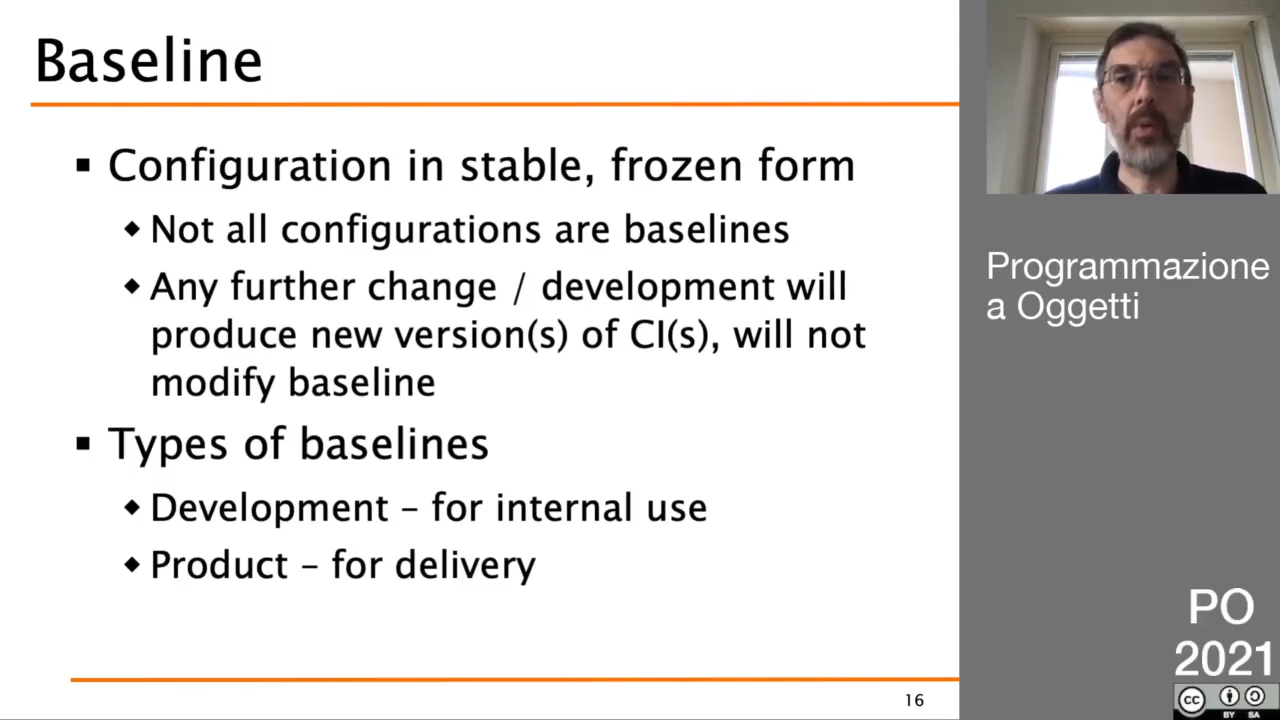 Baseline
▪ Configuration in stable, frozen form
◆ Not all configurations are baselines
◆ Any further change / development will
produce new version(s) of CI(s), will not
modify baseline
▪ Types of baselines
◆ Development – for internal use
◆ Product – for delivery
16
Programmazione
a Oggetti
PO
2021
cc
BY SA